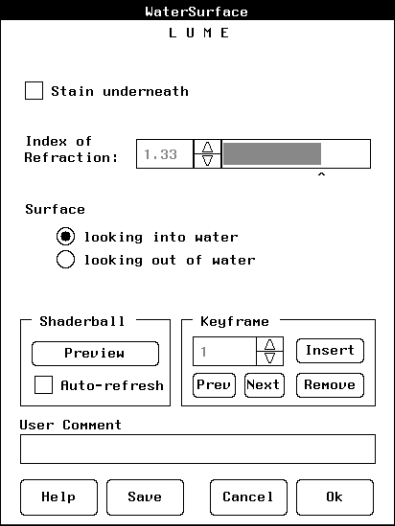 WaterSurface
L U M E
Stain underneath
Index of
Refraction:
1.33
Surface
looking into water
looking out of water
Shaderball
Preview
Auto-refresh
Keyframe
1
Insert
Prev Next Remove
User Comment
Help Save Cancel Ok